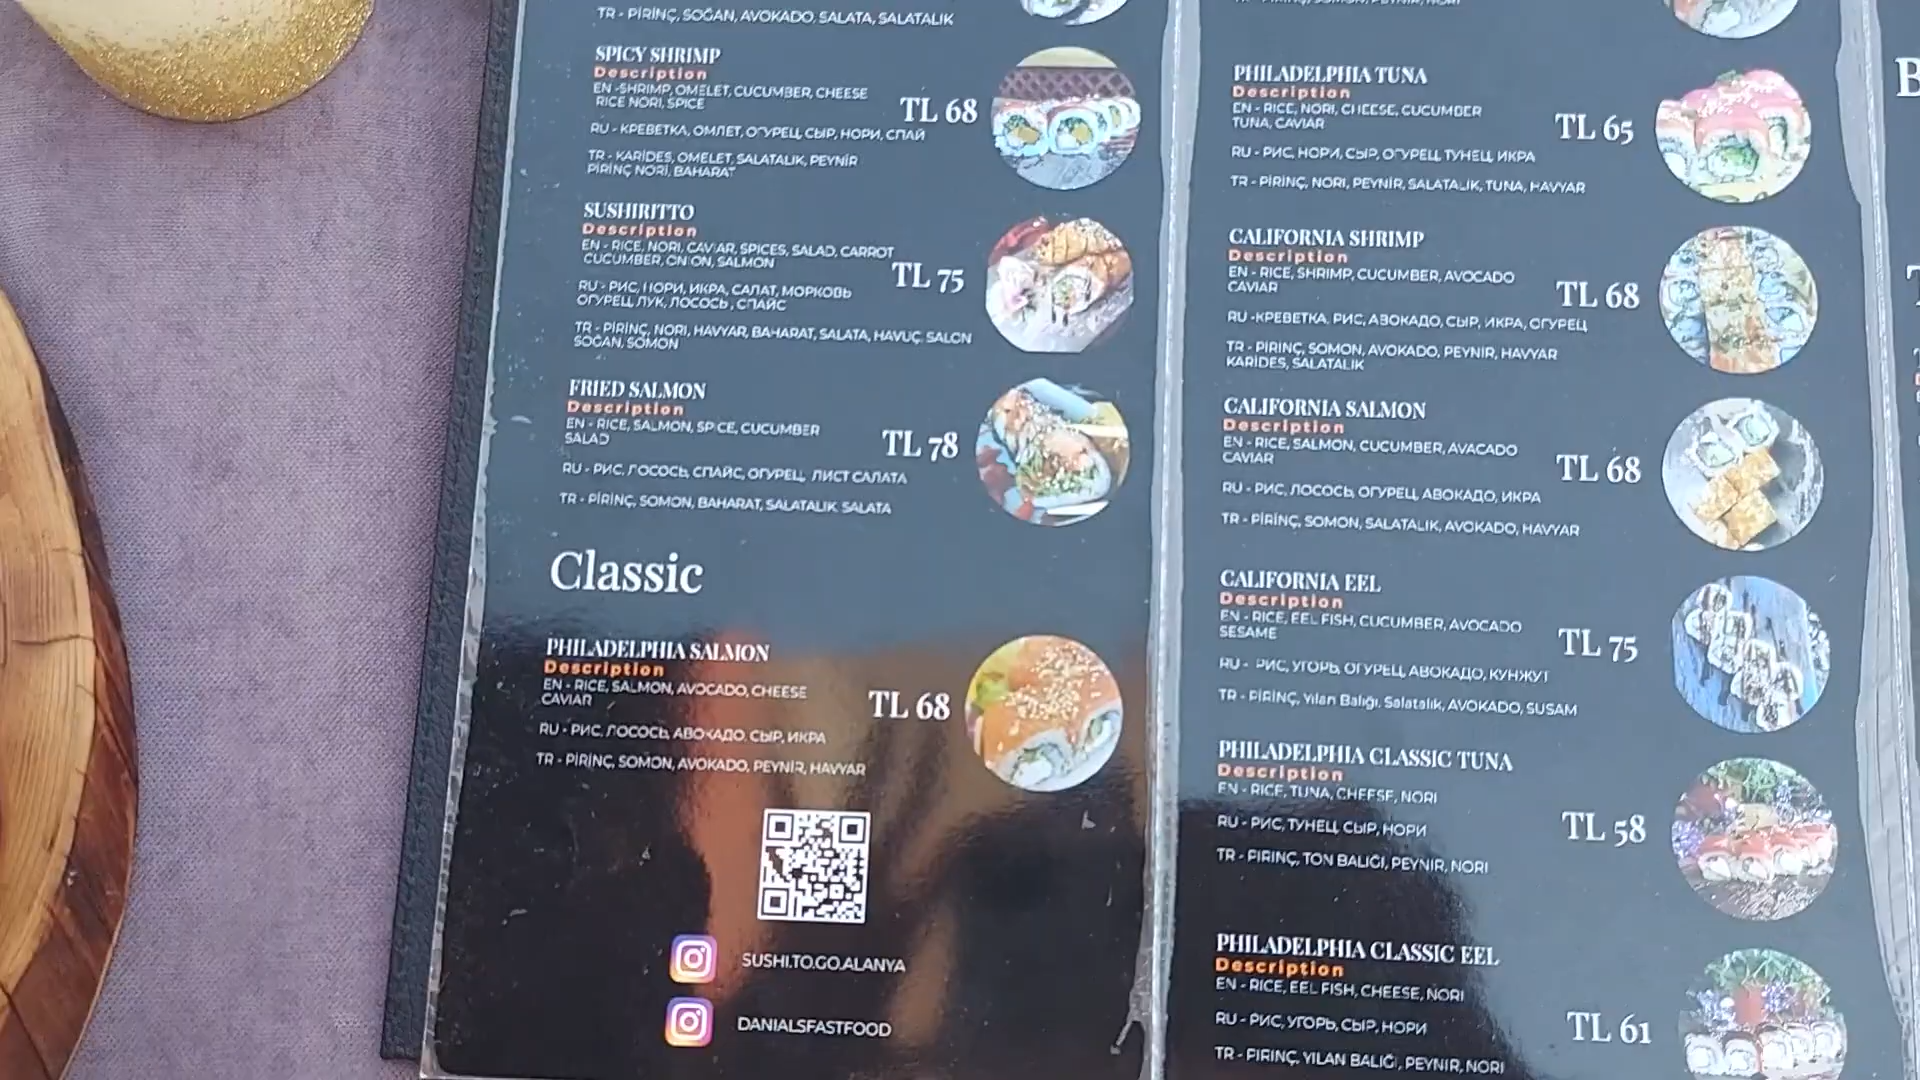 TR - PİRİNÇ, SOĞAN, AVOKADO, SALATA, SALATALIK
SPICY SHRIMP
Description
EN -SHRIMP, OMELET, CUCUMBER, CHEESE
RICE NORI, SPICE
TL 68
RU - КРЕВЕТКА, ОМЛЕТ, ОГУРЕЦ, СЫР, НОРИ, СПАЙ
TR - KARİDES, OMELET, SALATALIK, PEYNİR
PİRİNÇ NORİ, BAHARAT
SUSHIRITTO
Description
EN - RICE, NORI, CAVIAR, SPICES, SALAD, CARROT
CUCUMBER, ONION, SALMON
TL 75
RU - РИС, НОРИ, ИКРА, САЛАТ, МОРКОВЬ
ОГУРЕЦ, ЛУК, ЛОСОСЬ, СПАЙС
TR - PİRİNÇ, NORI, HAVYAR, BAHARAT, SALATA, HAVUÇ, SALON
SOĞAN, SOMON
FRIED SALMON
Description
EN - RICE, SALMON, SPICE, CUCUMBER
SALAD
TL 78
RU - РИС, ЛОСОСЬ, СПАЙС, ОГУРЕЦ, ЛИСТ САЛАТА
TR - PİRİNÇ, SOMON, BAHARAT, SALATALIK, SALATA
Classic
PHILADELPHIA SALMON
Description
EN - RICE, SALMON, AVOCADO, CHEESE
CAVIAR
TL 68
RU - РИС, ЛОСОСЬ, АВОКАДО, СЫР, ИКРА
TR - PİRİNÇ, SOMON, AVOKADO, PEYNİR, HAVYAR
SUSHI.TO.GO.ALANYA
DANIALSFASTFOOD
PHILADELPHIA TUNA
Description
EN - RICE, NORI, CHEESE, CUCUMBER
TUNA, CAVIAR
TL 65
RU - РИС, НОРИ, СЫР, ОГУРЕЦ, ТУНЕЦ, ИКРА
TR - PİRİNÇ, NORI, PEYNİR, SALATALIK, TUNA, HAVYAR
CALIFORNIA SHRIMP
Description
EN - RICE, SHRIMP, CUCUMBER, AVOCADO
CAVIAR
TL 68
RU -КРЕВЕТКА, РИС, АВОКАДО, СЫР, ИКРА, ОГУРЕЦ
TR - PIRINÇ, SOMON, AVOKADO, PEYNIR, HAVYAR
KARİDES, SALATALIK
CALIFORNIA SALMON
Description
EN - RICE, SALMON, CUCUMBER, AVACADO
CAVIAR
TL 68
RU - РИС, ЛОСОСЬ, ОГУРЕЦ, АВОКАДО, ИКРА
TR - PİRİNÇ, SOMON, SALATALIK, AVOKADO, HAVYAR
CALIFORNIA EEL
Description
EN - RICE, EEL FISH, CUCUMBER, AVOCADO
SESAME
TL 75
RU - РИС, УГОРЬ, ОГУРЕЦ, АВОКАДО, КУНЖУТ
TR - PİRİNÇ, Yılan Balığı, Salatalık, AVOKADO, SUSAM
PHILADELPHIA CLASSIC TUNA
Description
EN - RICE, TUNA, CHEESE, NORI
TL 58
RU - РИС, ТУНЕЦ, СЫР, НОРИ
TR - PIRINÇ, TON BALIĞI, PEYNIR, NORI
PHILADELPHIA CLASSIC EEL
Description
EN - RICE, EEL FISH, CHEESE, NORI
TL 61
RU - РИС, УГОРЬ, СЫР, НОРИ
TR - PIRINÇ, YILAN BALIĞI, PEYNIR, NORI